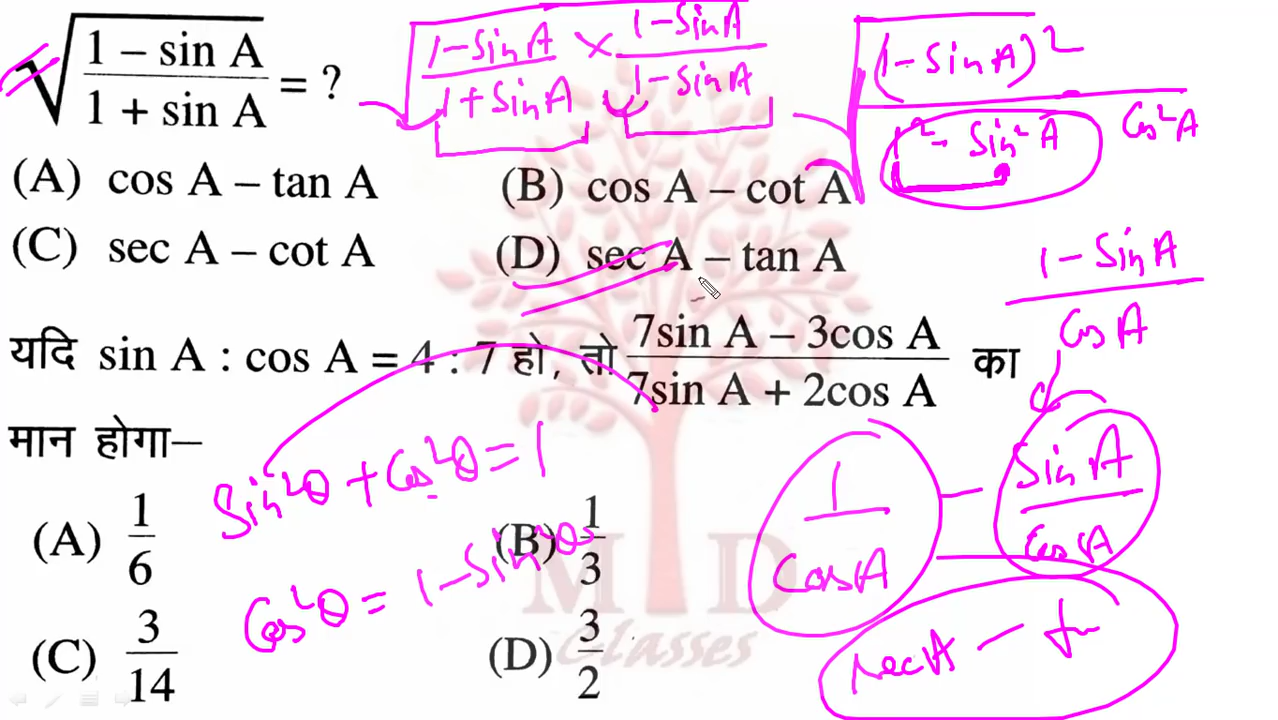 √(1 – sin A)/(1 + sin A) = ?
√(1-SinA)/(1+SinA) × (1-SinA)/(1-SinA)
√(1-SinA)²/(1² - Sin²A) Cos²A
(A) cos A – tan A (B) cos A – cot A
(C) sec A – cot A (D) sec A – tan A
(1 - SinA)/(CosA)
यदि sin A : cos A = 4 : 7 हो, तो (7sin A – 3cos A)/(7sin A + 2cos A) का
मान होगा–
Sin²θ + Cos²θ = 1
1/CosA - SinA/CosA
(A) 1/6 (B) 1/3
Cos²θ = 1 - Sin²θ
SecA -
(C) 3/14 (D) 3/2
M D
Classes